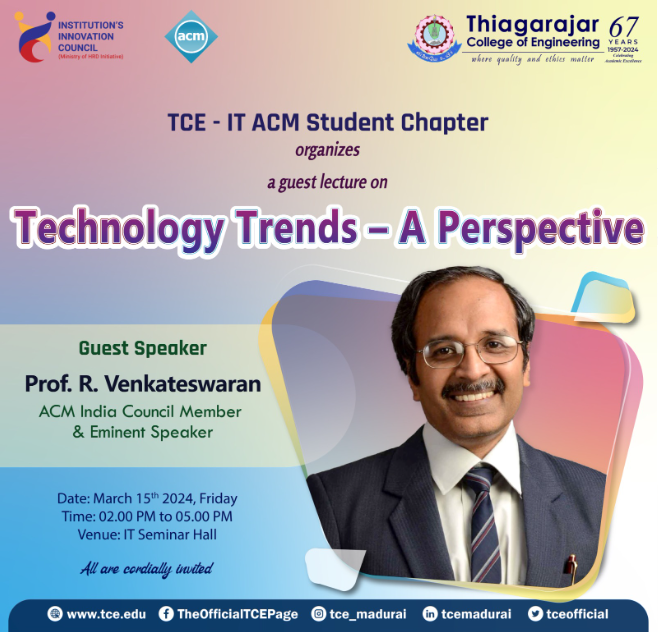 INSTITUTION'S
INNOVATION
COUNCIL
(Ministry of HRD Initiative)
acm
Thiagarajar
College of Engineering
where quality and ethics matter
67
YEARS
1957-2024
Celebrating
Academic Excellence
TCE - IT ACM Student Chapter
organizes
a guest lecture on
Technology Trends – A Perspective
Guest Speaker
Prof. R. Venkateswaran
ACM India Council Member
& Eminent Speaker
Date: March 15th 2024, Friday
Time: 02.00 PM to 05.00 PM
Venue: IT Seminar Hall
All are cordially invited
www.tce.edu TheOfficialTCEPage tce_madurai tcemadurai tceofficial